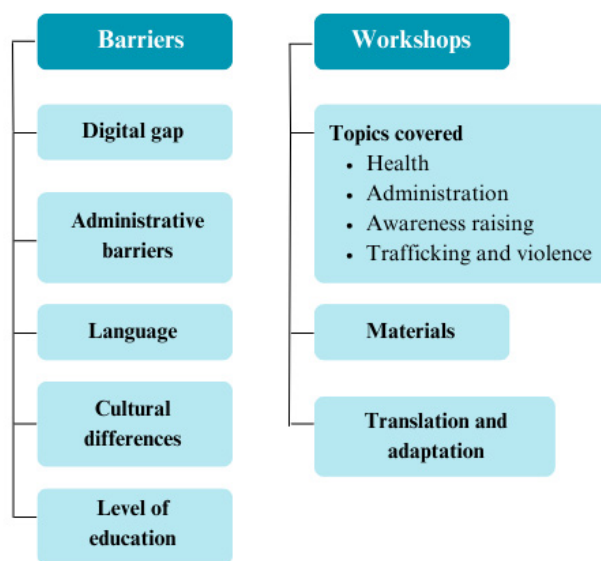 Barriers
Digital gap
Administrative
barriers
Language
Cultural
differences
Level of
education
Workshops
Topics covered
• Health
• Administration
• Awareness raising
• Trafficking and violence
Materials
Translation and
adaptation